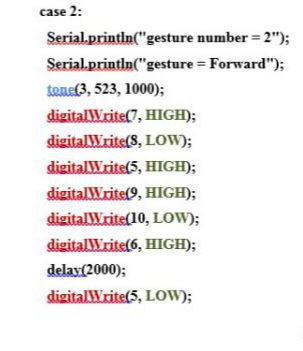 case 2:
Serial.println("gesture number = 2");
Serial.println("gesture = Forward");
tone(3, 523, 1000);
digitalWrite(7, HIGH);
digitalWrite(8, LOW);
digitalWrite(5, HIGH);
digitalWrite(9, HIGH);
digitalWrite(10, LOW);
digitalWrite(6, HIGH);
delay(2000);
digitalWrite(5, LOW);